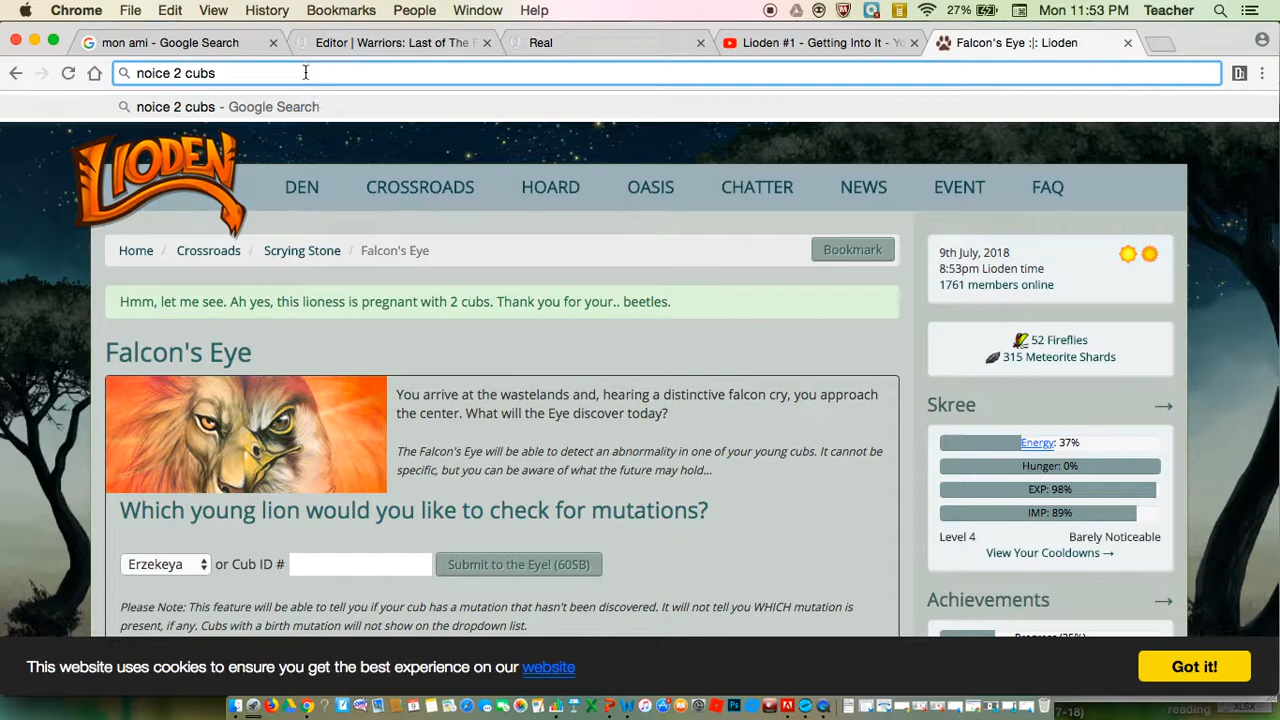 Chrome File Edit View History Bookmarks People Window Help 27% Mon 11:53 PM Teacher
mon ami - Google Search Editor | Warriors: Last of The F Real Lioden #1 - Getting Into It - Yo Falcon's Eye :|: Lioden
noice 2 cubs
noice 2 cubs - Google Search
LIODEN
DEN CROSSROADS HOARD OASIS CHATTER NEWS EVENT FAQ
Home / Crossroads / Scrying Stone / Falcon's Eye Bookmark
9th July, 2018
8:53pm Lioden time
1761 members online
Hmm, let me see. Ah yes, this lioness is pregnant with 2 cubs. Thank you for your.. beetles.
52 Fireflies
315 Meteorite Shards
Falcon's Eye
You arrive at the wastelands and, hearing a distinctive falcon cry, you approach
the center. What will the Eye discover today?
The Falcon's Eye will be able to detect an abnormality in one of your young cubs. It cannot be
specific, but you can be aware of what the future may hold...
Skree →
Energy: 37%
Hunger: 0%
EXP: 98%
IMP: 89%
Level 4 Barely Noticeable
View Your Cooldowns →
Which young lion would you like to check for mutations?
Erzekeya or Cub ID # Submit to the Eye! (60SB)
Please Note: This feature will be able to tell you if your cub has a mutation that hasn't been discovered. It will not tell you WHICH mutation is
present, if any. Cubs with a birth mutation will not show on the dropdown list.
Achievements →
This website uses cookies to ensure you get the best experience on our website Got it!
7-18) reading XLSX